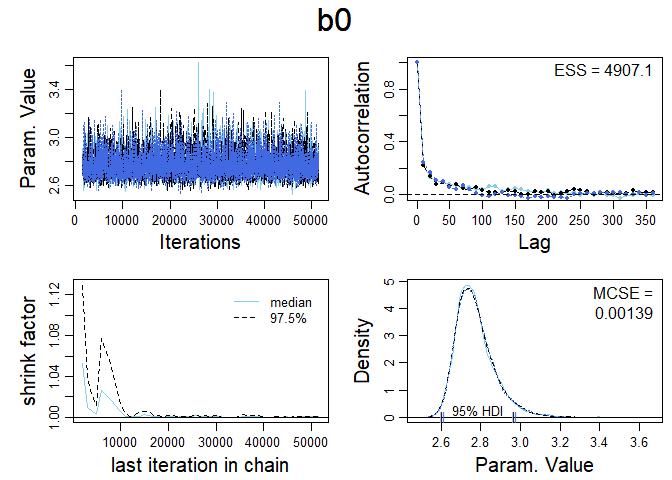 b0
Param. Value
2.6 3.0 3.4
0 10000 20000 30000 40000 50000
Iterations
Autocorrelation
0.0 0.4 0.8
ESS = 4907.1
0 50 100 150 200 250 300 350
Lag
shrink factor
1.00 1.04 1.08 1.12
median
97.5%
10000 20000 30000 40000 50000
last iteration in chain
Density
0 1 2 3 4 5
MCSE =
0.00139
95% HDI
2.6 2.8 3.0 3.2 3.4 3.6
Param. Value